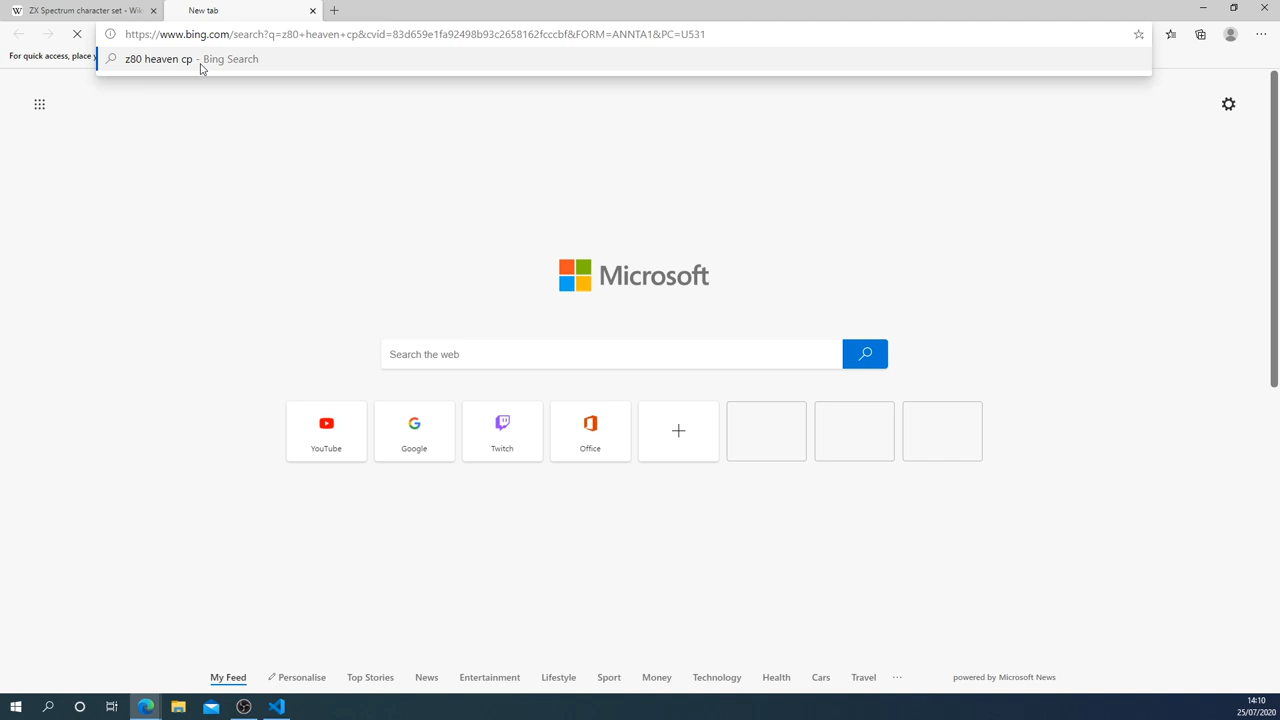 ZX Spectrum character set - Wiki
New tab
https://www.bing.com/search?q=z80+heaven+cp&cvid=83d659e1fa92498b93c2658162fcccbf&FORM=ANNTA1&PC=U531
For quick access, place y
z80 heaven cp - Bing Search
Microsoft
Search the web
YouTube
Google
Twitch
Office
My Feed Personalise Top Stories News Entertainment Lifestyle Sport Money Technology Health Cars Travel ··· powered by Microsoft News
14:10
25/07/2020